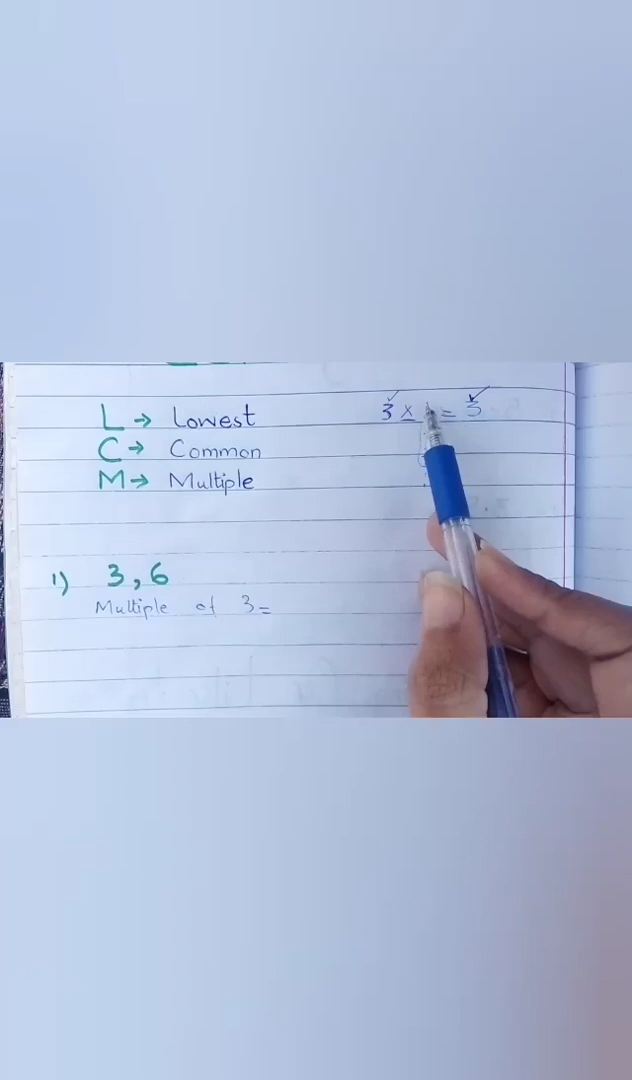 L → Lowest
3 × = 3
C → Common
M → Multiple
1) 3, 6
Multiple of 3 =